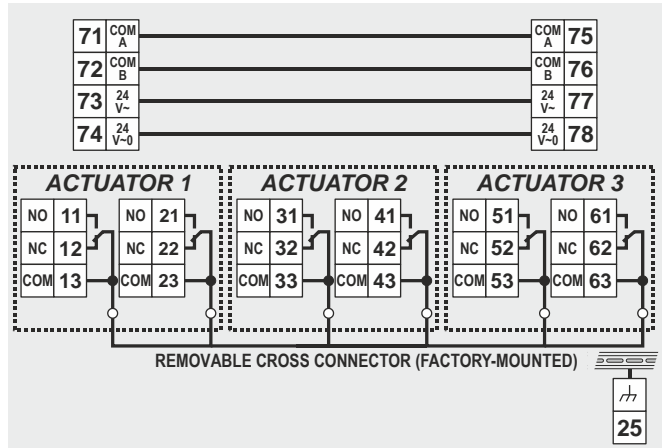 71 COM A COM A 75
72 COM B COM B 76
73 24 V~ 24 V~ 77
74 24 V~0 24 V~0 78
ACTUATOR 1 ACTUATOR 2 ACTUATOR 3
NO 11 NO 21 NO 31 NO 41 NO 51 NO 61
NC 12 NC 22 NC 32 NC 42 NC 52 NC 62
COM 13 COM 23 COM 33 COM 43 COM 53 COM 63
REMOVABLE CROSS CONNECTOR (FACTORY-MOUNTED)
25